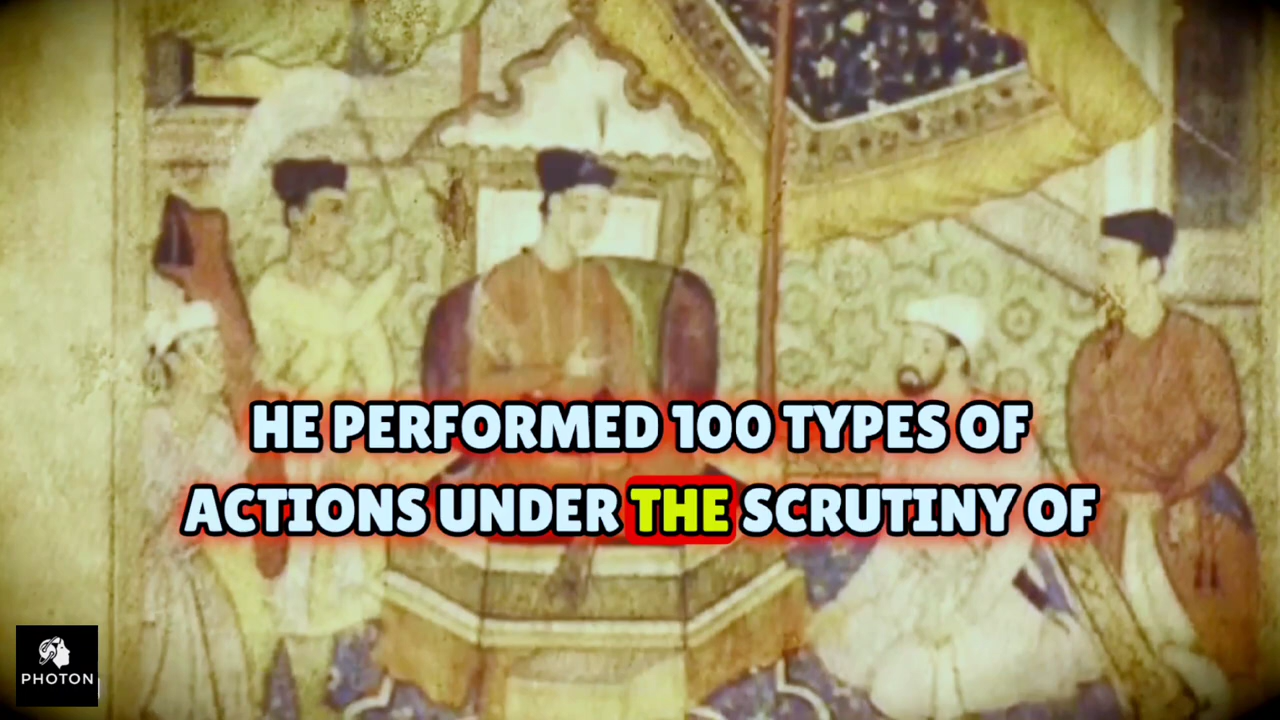 HE PERFORMED 100 TYPES OF
ACTIONS UNDER THE SCRUTINY OF
PHOTON